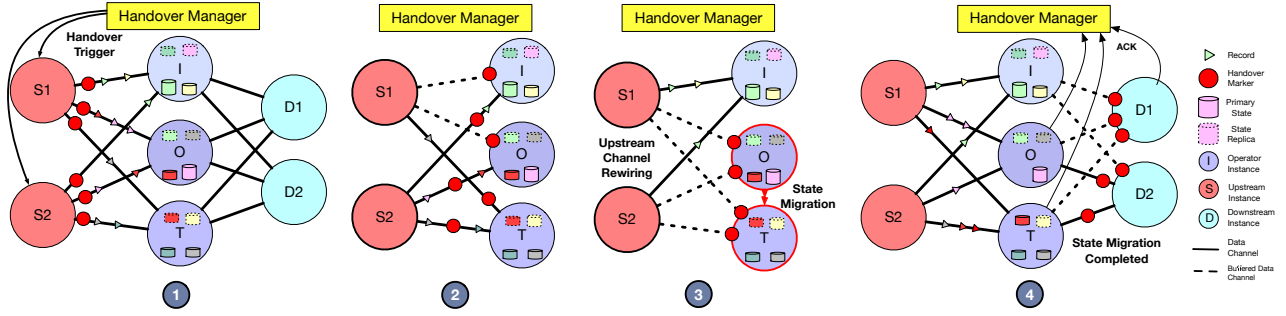 Handover Manager
Handover
Trigger
S1
S2
I
O
T
D1
D2
1
Handover Manager
S1
S2
I
O
T
2
Handover Manager
S1
S2
Upstream
Channel
Rewiring
I
O
T
State
Migration
3
Handover Manager
ACK
S1
S2
I
O
T
D1
D2
State Migration
Completed
4
Record
Handover
Marker
Primary
State
State
Replica
I
Operator
Instance
S
Upstream
Instance
D
Downstream
Instance
Data
Channel
Buffered Data
Channel